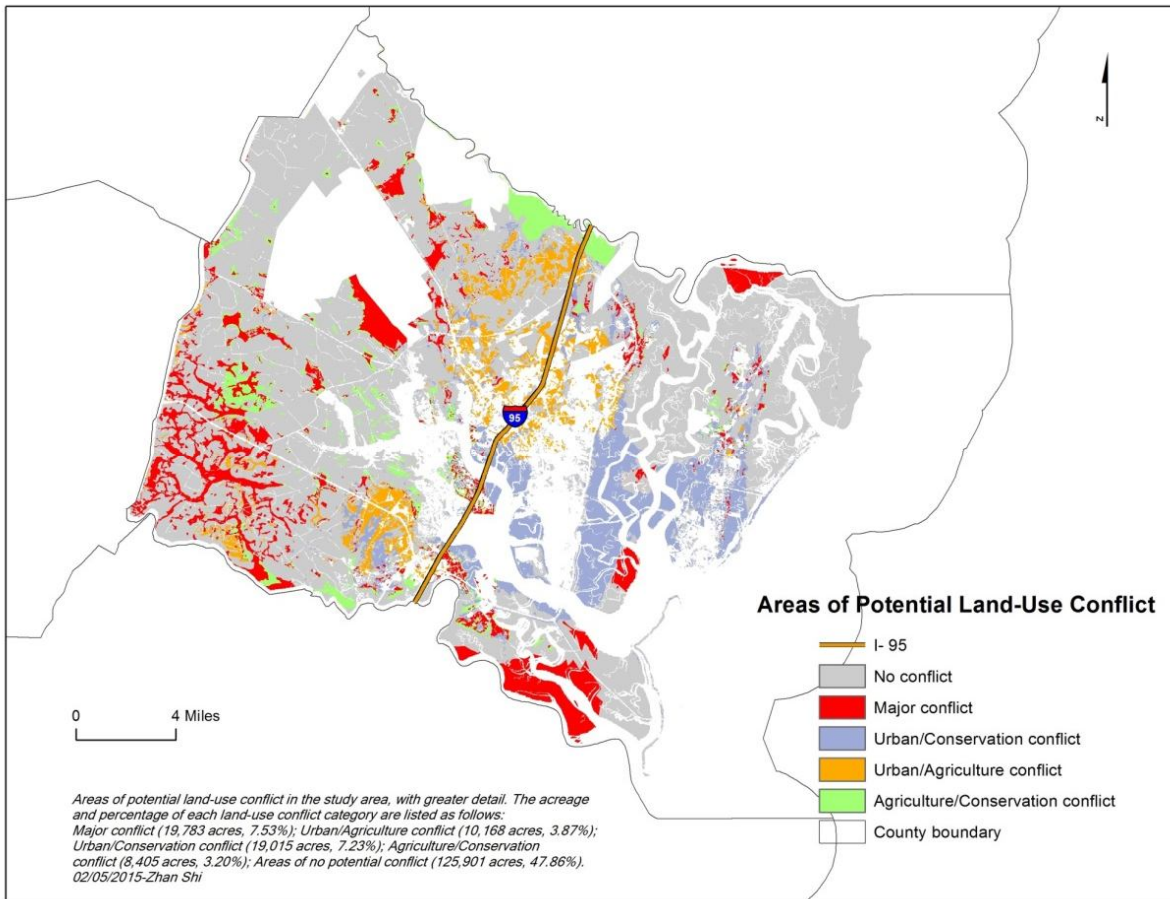 N
95
Areas of Potential Land-Use Conflict
I- 95
No conflict
Major conflict
Urban/Conservation conflict
Urban/Agriculture conflict
Agriculture/Conservation conflict
County boundary
0 4 Miles
Areas of potential land-use conflict in the study area, with greater detail. The acreage
and percentage of each land-use conflict category are listed as follows:
Major conflict (19,783 acres, 7.53%); Urban/Agriculture conflict (10,168 acres, 3.87%);
Urban/Conservation conflict (19,015 acres, 7.23%); Agriculture/Conservation
conflict (8,405 acres, 3.20%); Areas of no potential conflict (125,901 acres, 47.86%).
02/05/2015-Zhan Shi